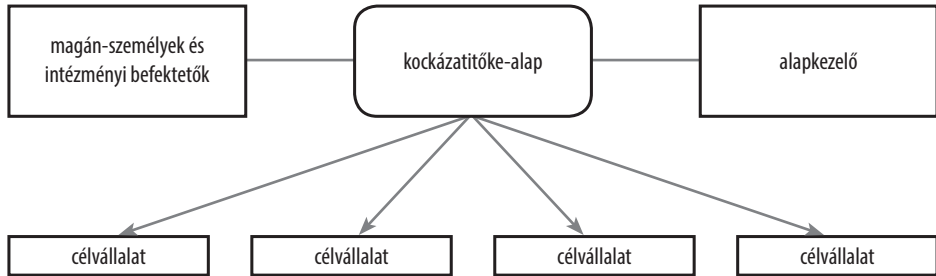 magán-személyek és
intézményi befektetők
kockázatitőke-alap
alapkezelő
célvállalat
célvállalat
célvállalat
célvállalat